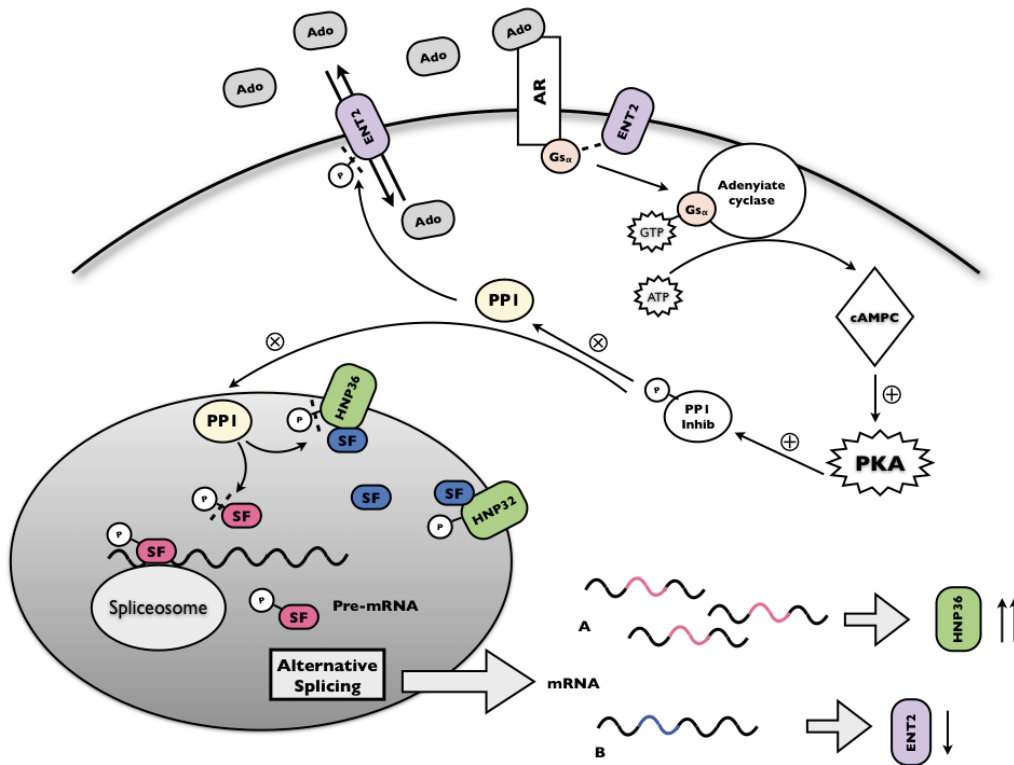 Ado
Ado
Ado
Ado
AR
ENT2
ENT2
P
Gsα
Ado
Adenyiate
cyclase
Gsα
GTP
ATP
PP1
cAMPC
⊗
⊗
P
PP1
Inhib
⊕
⊕
PKA
HNP36
PP1
P
SF
SF
SF
P
SF
HNP32
P
P
SF
Spliceosome
P
SF
Pre-mRNA
Alternative
Splicing
mRNA
A
HNP36
B
ENT2